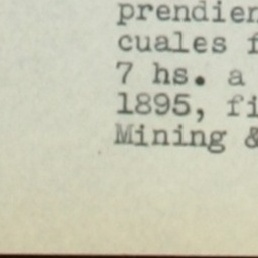 prendien
cuales f
7 hs. a
1895, fi
Mining &